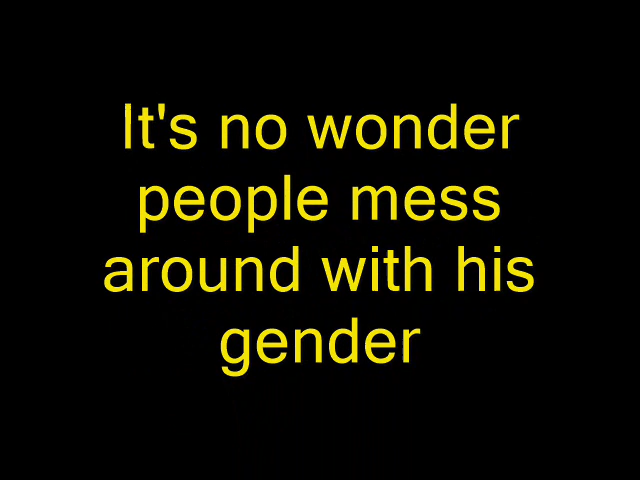 It's no wonder
people mess
around with his
gender